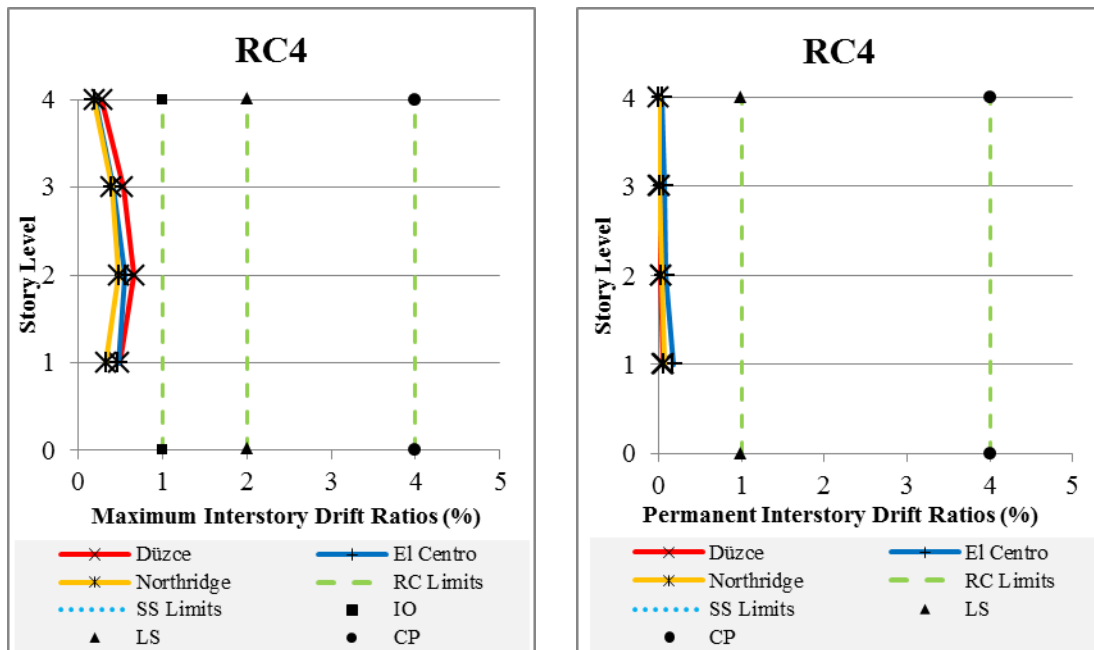 RC4
4
3
2
1
0
Story Level
0 1 2 3 4 5
Maximum Interstory Drift Ratios (%)
Düzce El Centro
Northridge RC Limits
SS Limits IO
LS CP
RC4
4
3
2
1
0
Story Level
0 1 2 3 4 5
Permanent Interstory Drift Ratios (%)
Düzce El Centro
Northridge RC Limits
SS Limits LS
CP